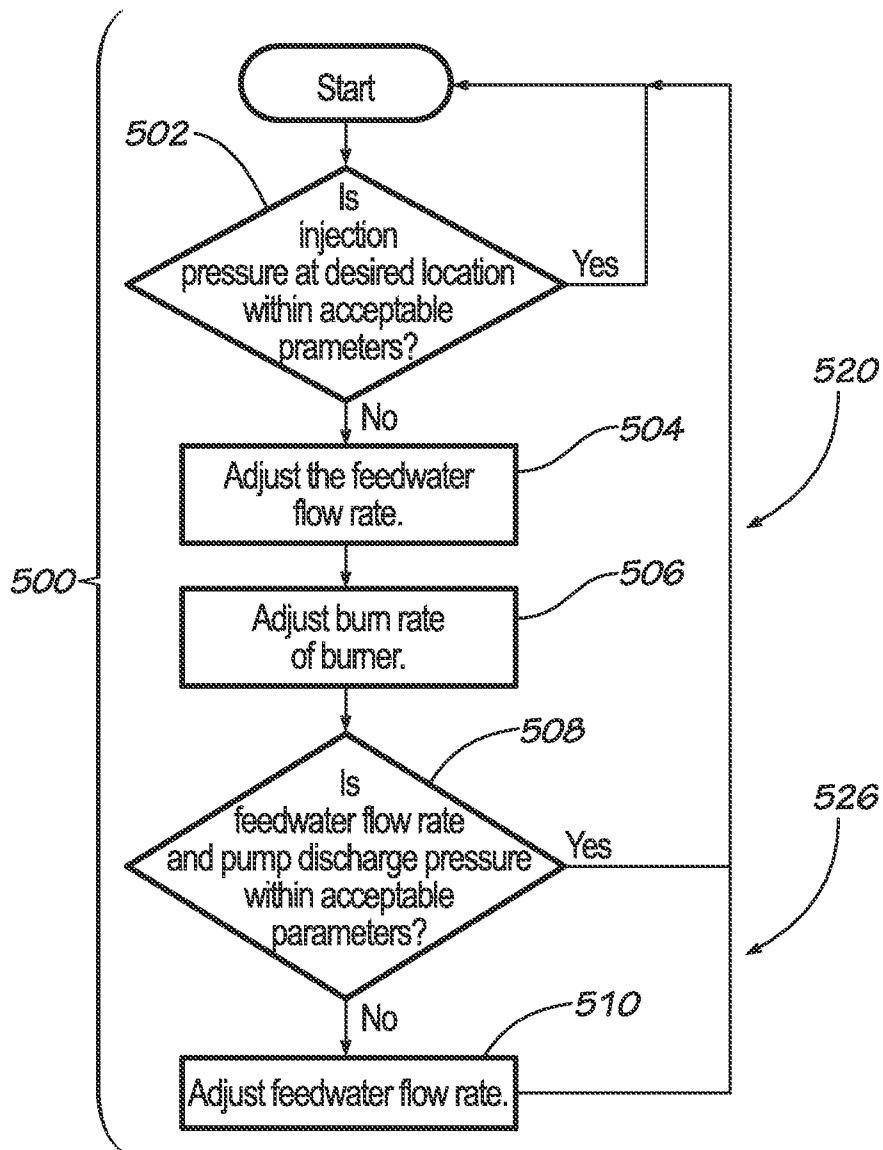 Start
502
Is
injection
pressure at desired location
within acceptable
prameters?
Yes
No
520
504
Adjust the feedwater
flow rate.
500
506
Adjust burn rate
of burner.
508
Is
feedwater flow rate
and pump discharge pressure
within acceptable
parameters?
Yes
526
No
510
Adjust feedwater flow rate.